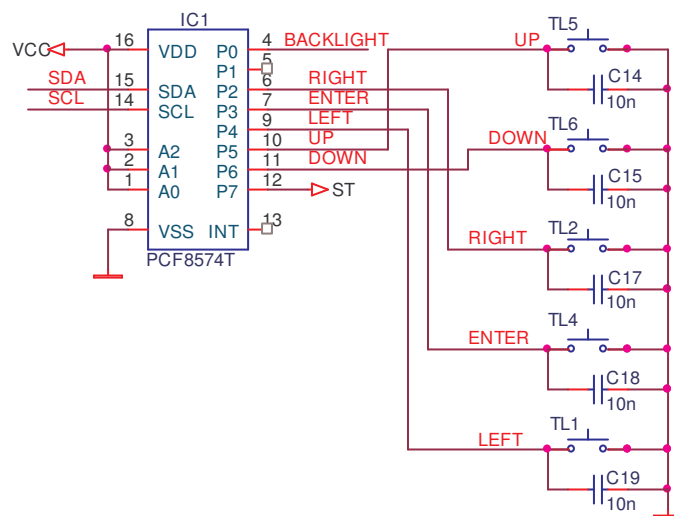 IC1
VCC
16 VDD P0 4 BACKLIGHT
P1 5
SDA 15 SDA P2 6 RIGHT
SCL 14 SCL P3 7 ENTER
P4 9 LEFT
3 A2 P5 10 UP
2 A1 P6 11 DOWN
1 A0 P7 12 ST
8 VSS INT 13
PCF8574T
UP TL5
C14
10n
DOWN TL6
C15
10n
RIGHT TL2
C17
10n
ENTER TL4
C18
10n
LEFT TL1
C19
10n